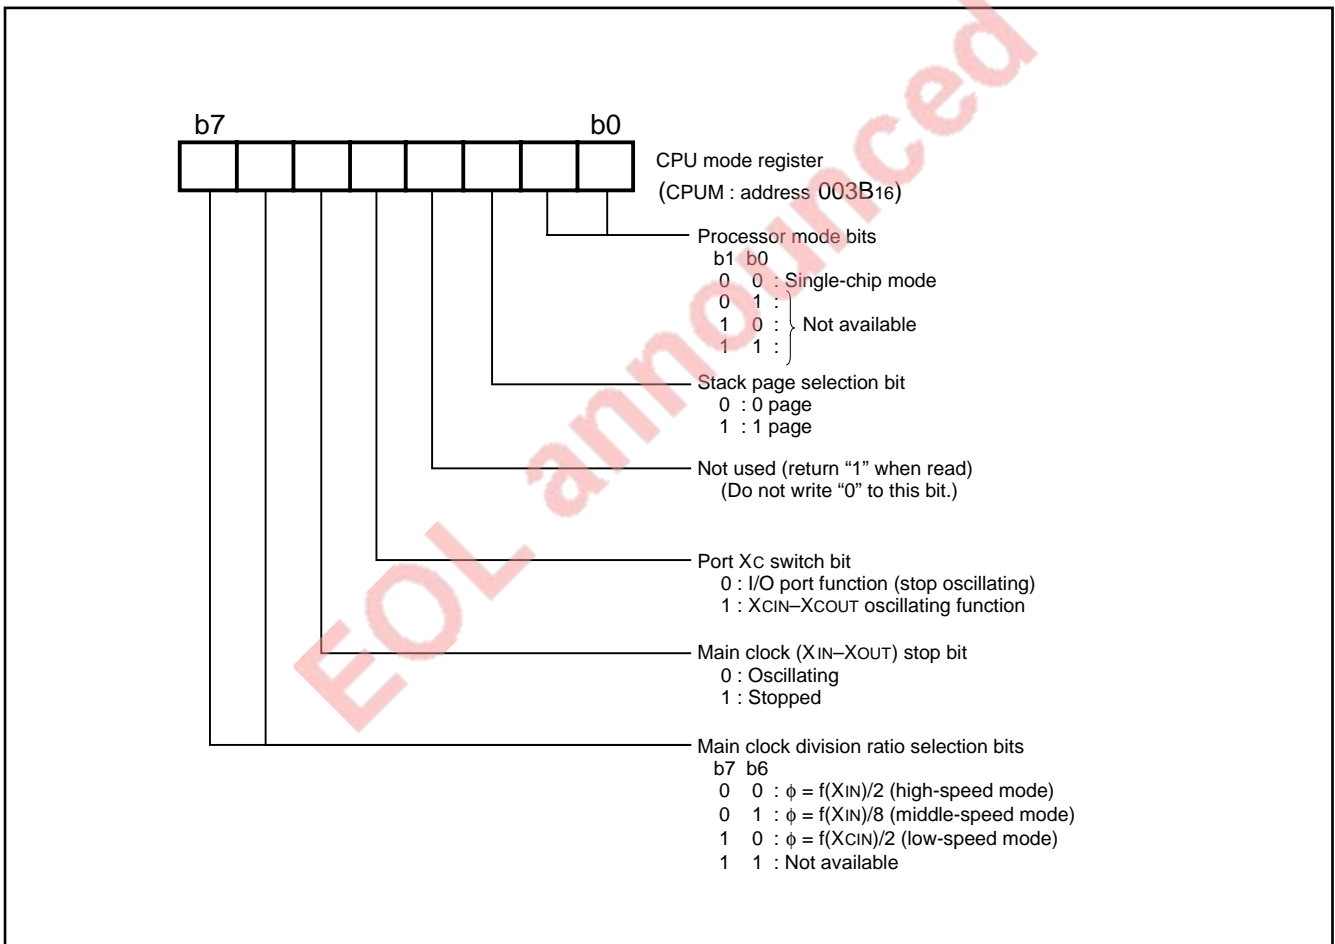 b7 b0
CPU mode register
(CPUM : address 003B16)
Processor mode bits
b1 b0
0 0 : Single-chip mode
0 1 :
1 0 : Not available
1 1 :
Stack page selection bit
0 : 0 page
1 : 1 page
Not used (return “1” when read)
(Do not write “0” to this bit.)
Port XC switch bit
0 : I/O port function (stop oscillating)
1 : XCIN–XCOUT oscillating function
Main clock (XIN–XOUT) stop bit
0 : Oscillating
1 : Stopped
Main clock division ratio selection bits
b7 b6
0 0 : φ = f(XIN)/2 (high-speed mode)
0 1 : φ = f(XIN)/8 (middle-speed mode)
1 0 : φ = f(XCIN)/2 (low-speed mode)
1 1 : Not available
EOL announced